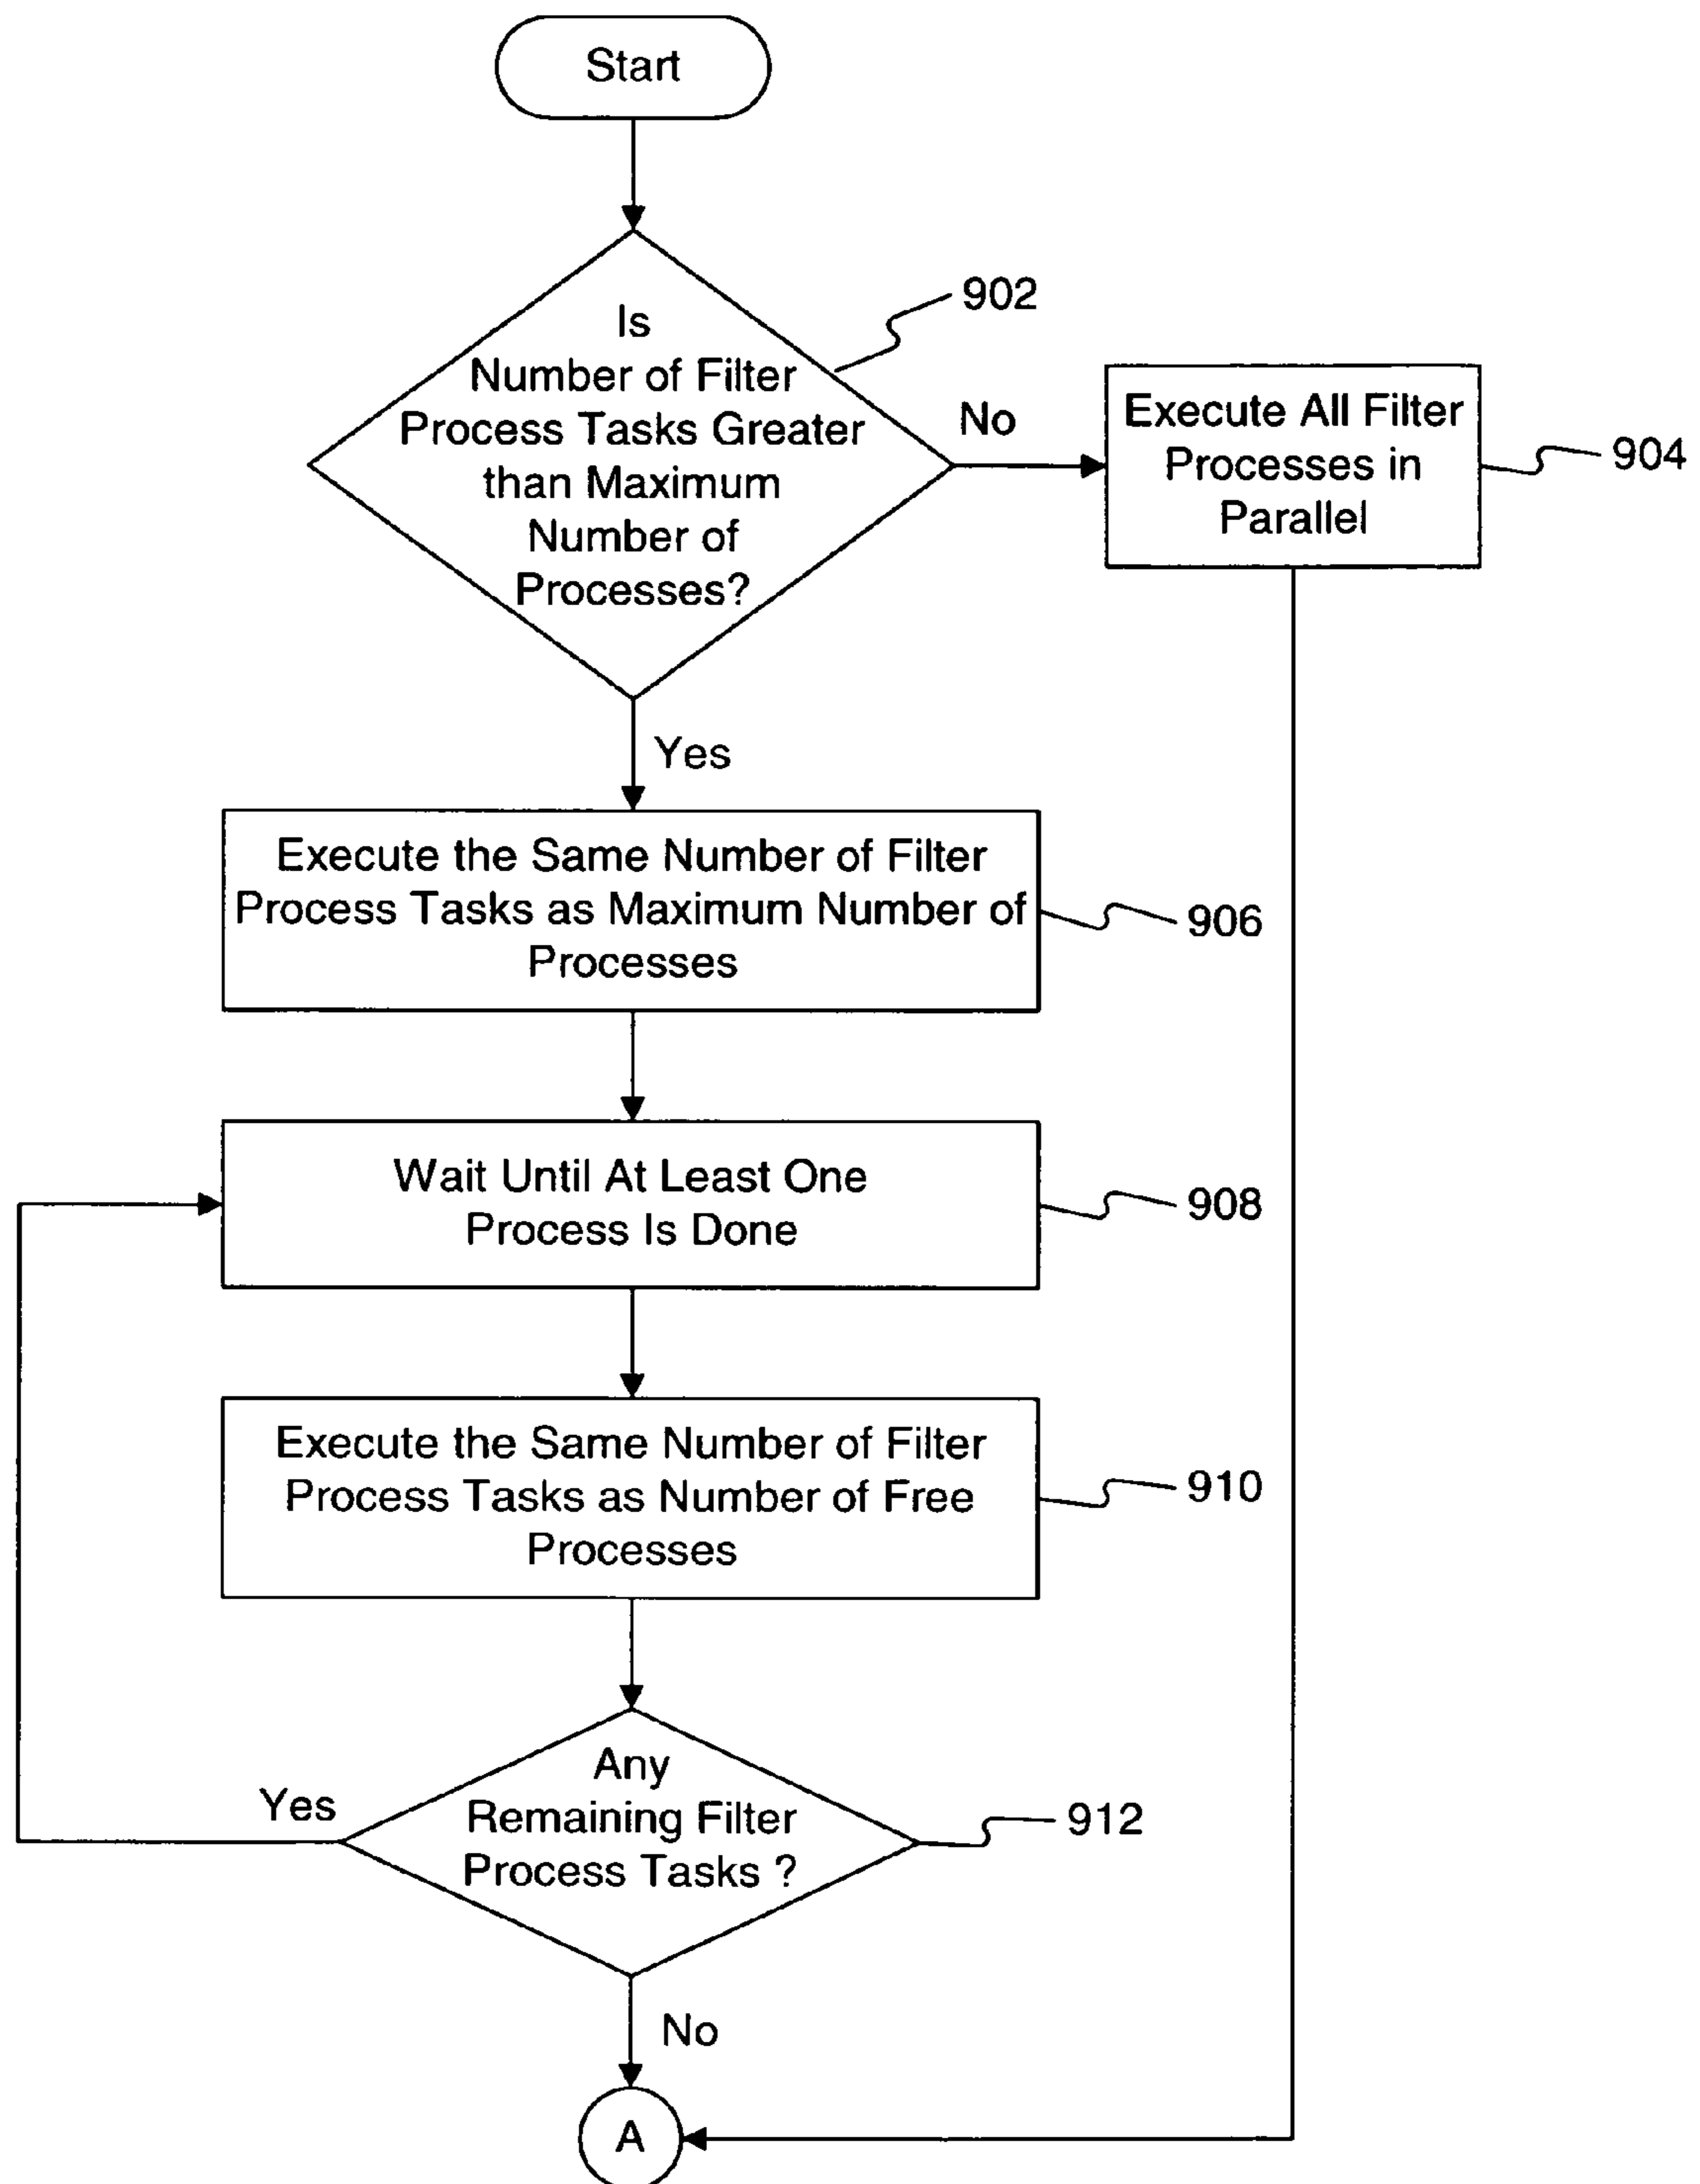 Start
Is
Number of Filter
Process Tasks Greater
than Maximum
Number of
Processes?
902
No
Execute All Filter
Processes in
Parallel
904
Yes
Execute the Same Number of Filter
Process Tasks as Maximum Number of
Processes
906
Wait Until At Least One
Process Is Done
908
Execute the Same Number of Filter
Process Tasks as Number of Free
Processes
910
Any
Remaining Filter
Process Tasks ?
912
Yes
No
A